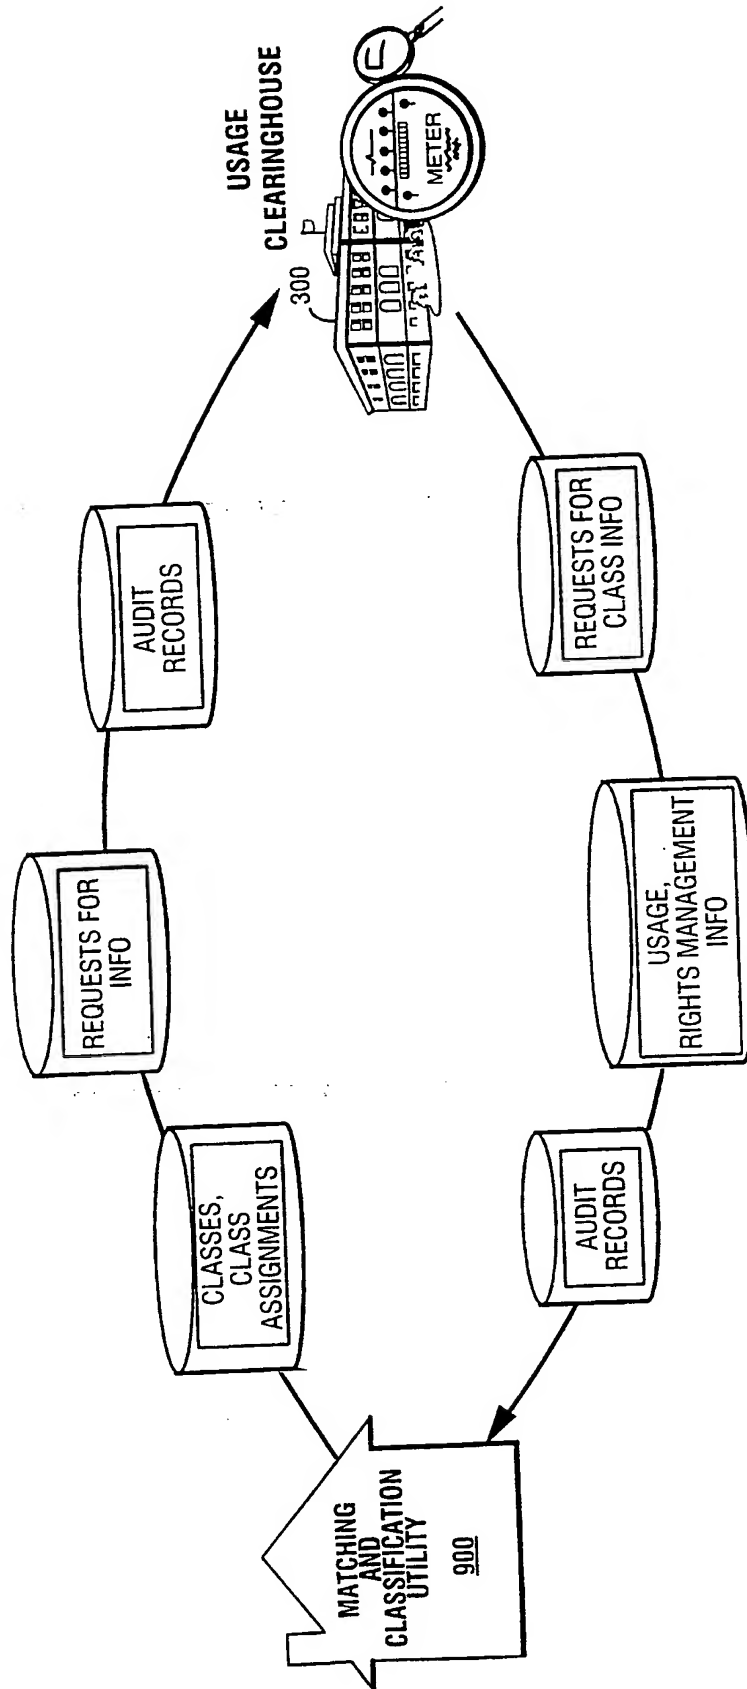 USAGE
CLEARINGHOUSE
300
METER
AUDIT
RECORDS
REQUESTS FOR
INFO
CLASSES,
CLASS
ASSIGNMENTS
MATCHING
AND
CLASSIFICATION
UTILITY
900
REQUESTS FOR
CLASS INFO
USAGE,
RIGHTS MANAGEMENT
INFO
AUDIT
RECORDS